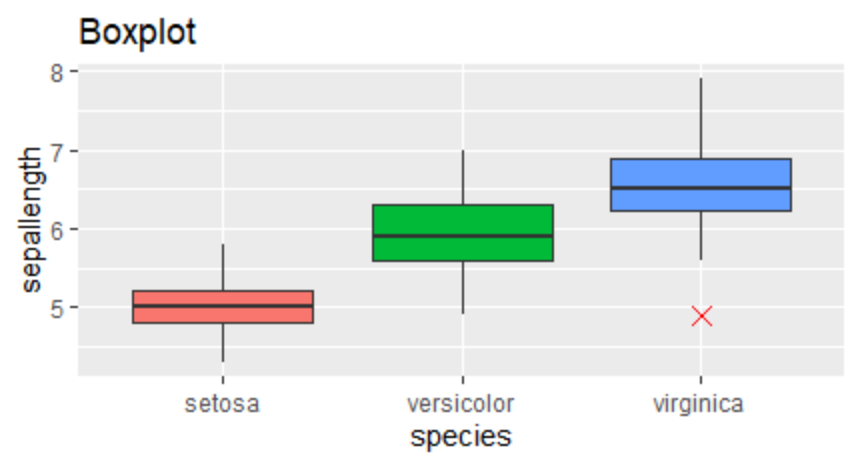 Boxplot
8
7
6
5
sepallength
setosa versicolor virginica
species